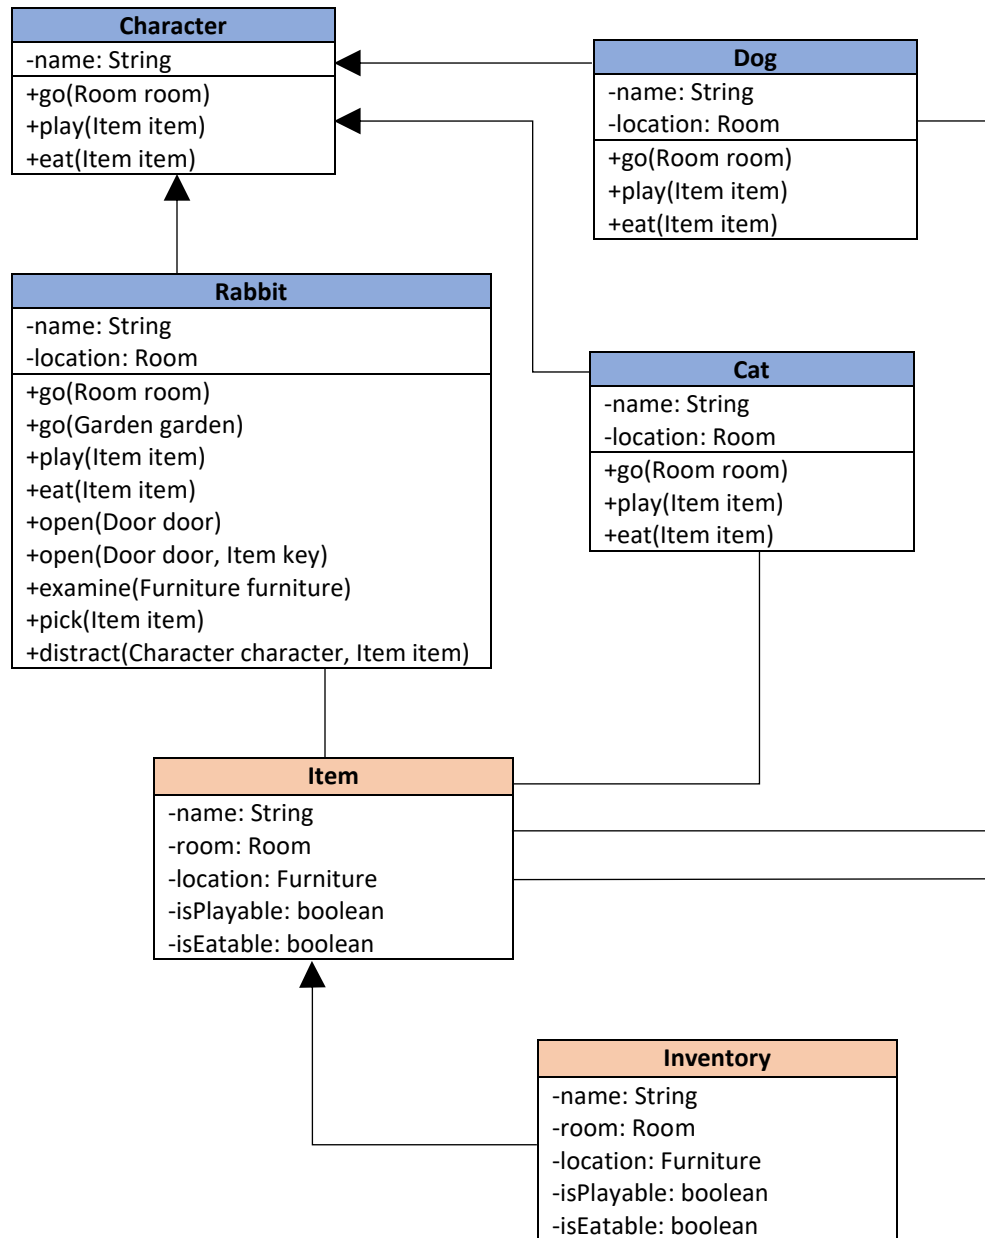 Character
-name: String
+go(Room room)
+play(Item item)
+eat(Item item)
Dog
-name: String
-location: Room
+go(Room room)
+play(Item item)
+eat(Item item)
Rabbit
-name: String
-location: Room
+go(Room room)
+go(Garden garden)
+play(Item item)
+eat(Item item)
+open(Door door)
+open(Door door, Item key)
+examine(Furniture furniture)
+pick(Item item)
+distract(Character character, Item item)
Cat
-name: String
-location: Room
+go(Room room)
+play(Item item)
+eat(Item item)
Item
-name: String
-room: Room
-location: Furniture
-isPlayable: boolean
-isEatable: boolean
Inventory
-name: String
-room: Room
-location: Furniture
-isPlayable: boolean
-isEatable: boolean